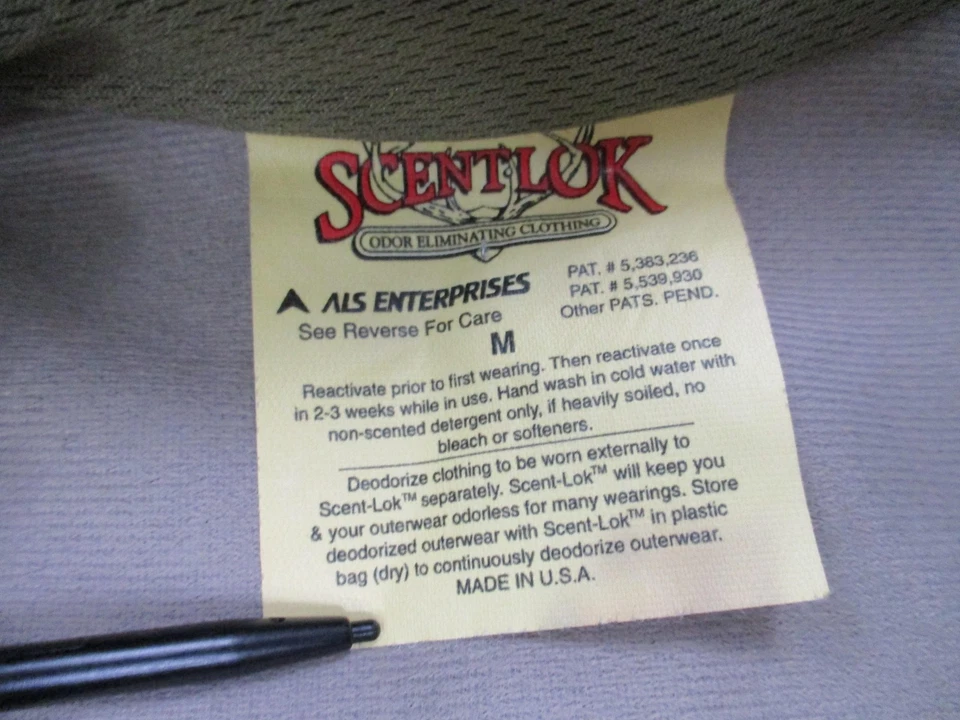 SCENT LOK
ODOR ELIMINATING CLOTHING
ALS ENTERPRISES
See Reverse For Care
PAT. # 5,383,236
PAT. # 5,539,930
Other PATS. PEND.
M
Reactivate prior to first wearing. Then reactivate once
in 2-3 weeks while in use. Hand wash in cold water with
non-scented detergent only, if heavily soiled, no
bleach or softeners.
Deodorize clothing to be worn externally to
Scent-Lok™ separately. Scent-Lok™ will keep you
& your outerwear odorless for many wearings. Store
deodorized outerwear with Scent-Lok™ in plastic
bag (dry) to continuously deodorize outerwear.
MADE IN U.S.A.